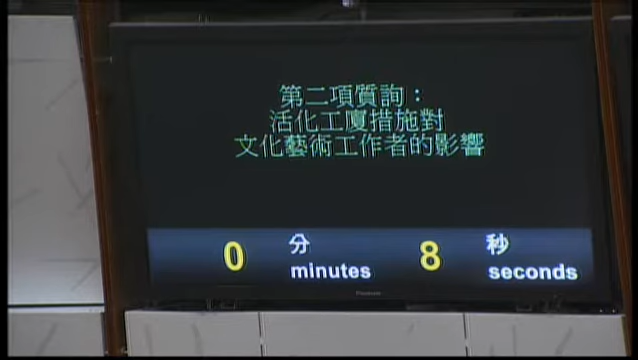 第二項質詢：
活化工廈措施對
文化藝術工作者的影響
0 分 8 秒
minutes seconds